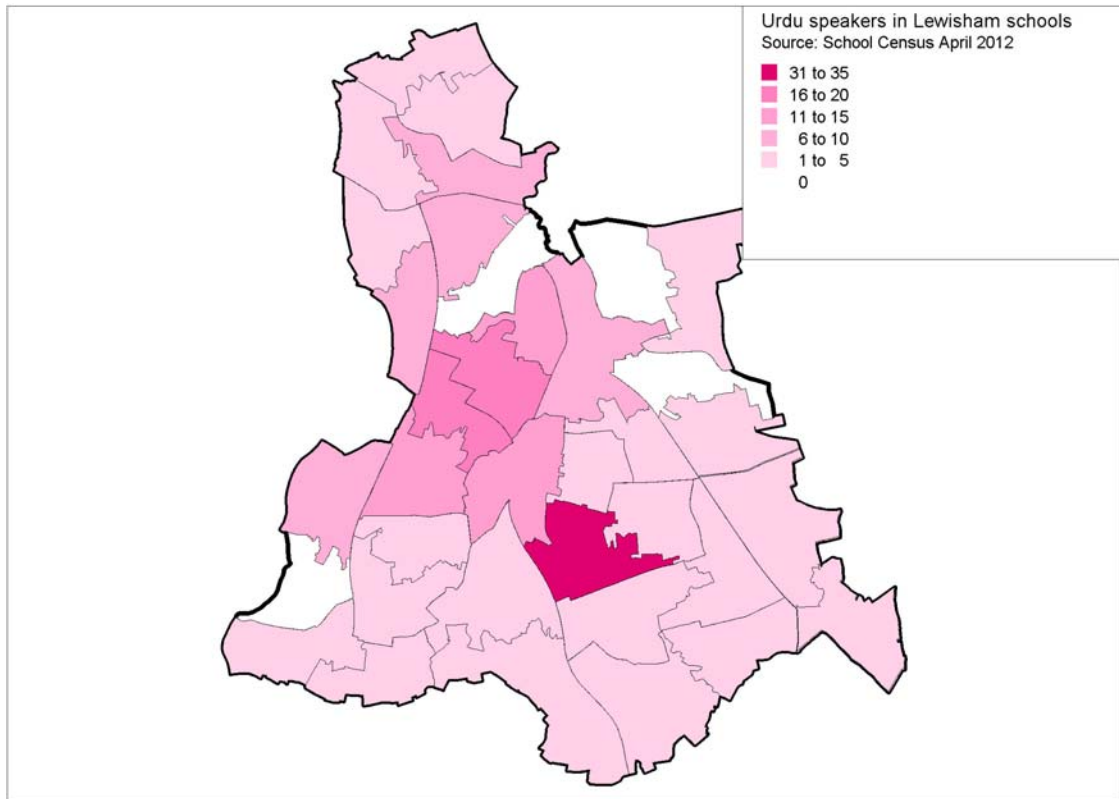 Urdu speakers in Lewisham schools
Source: School Census April 2012
31 to 35
16 to 20
11 to 15
6 to 10
1 to 5
0